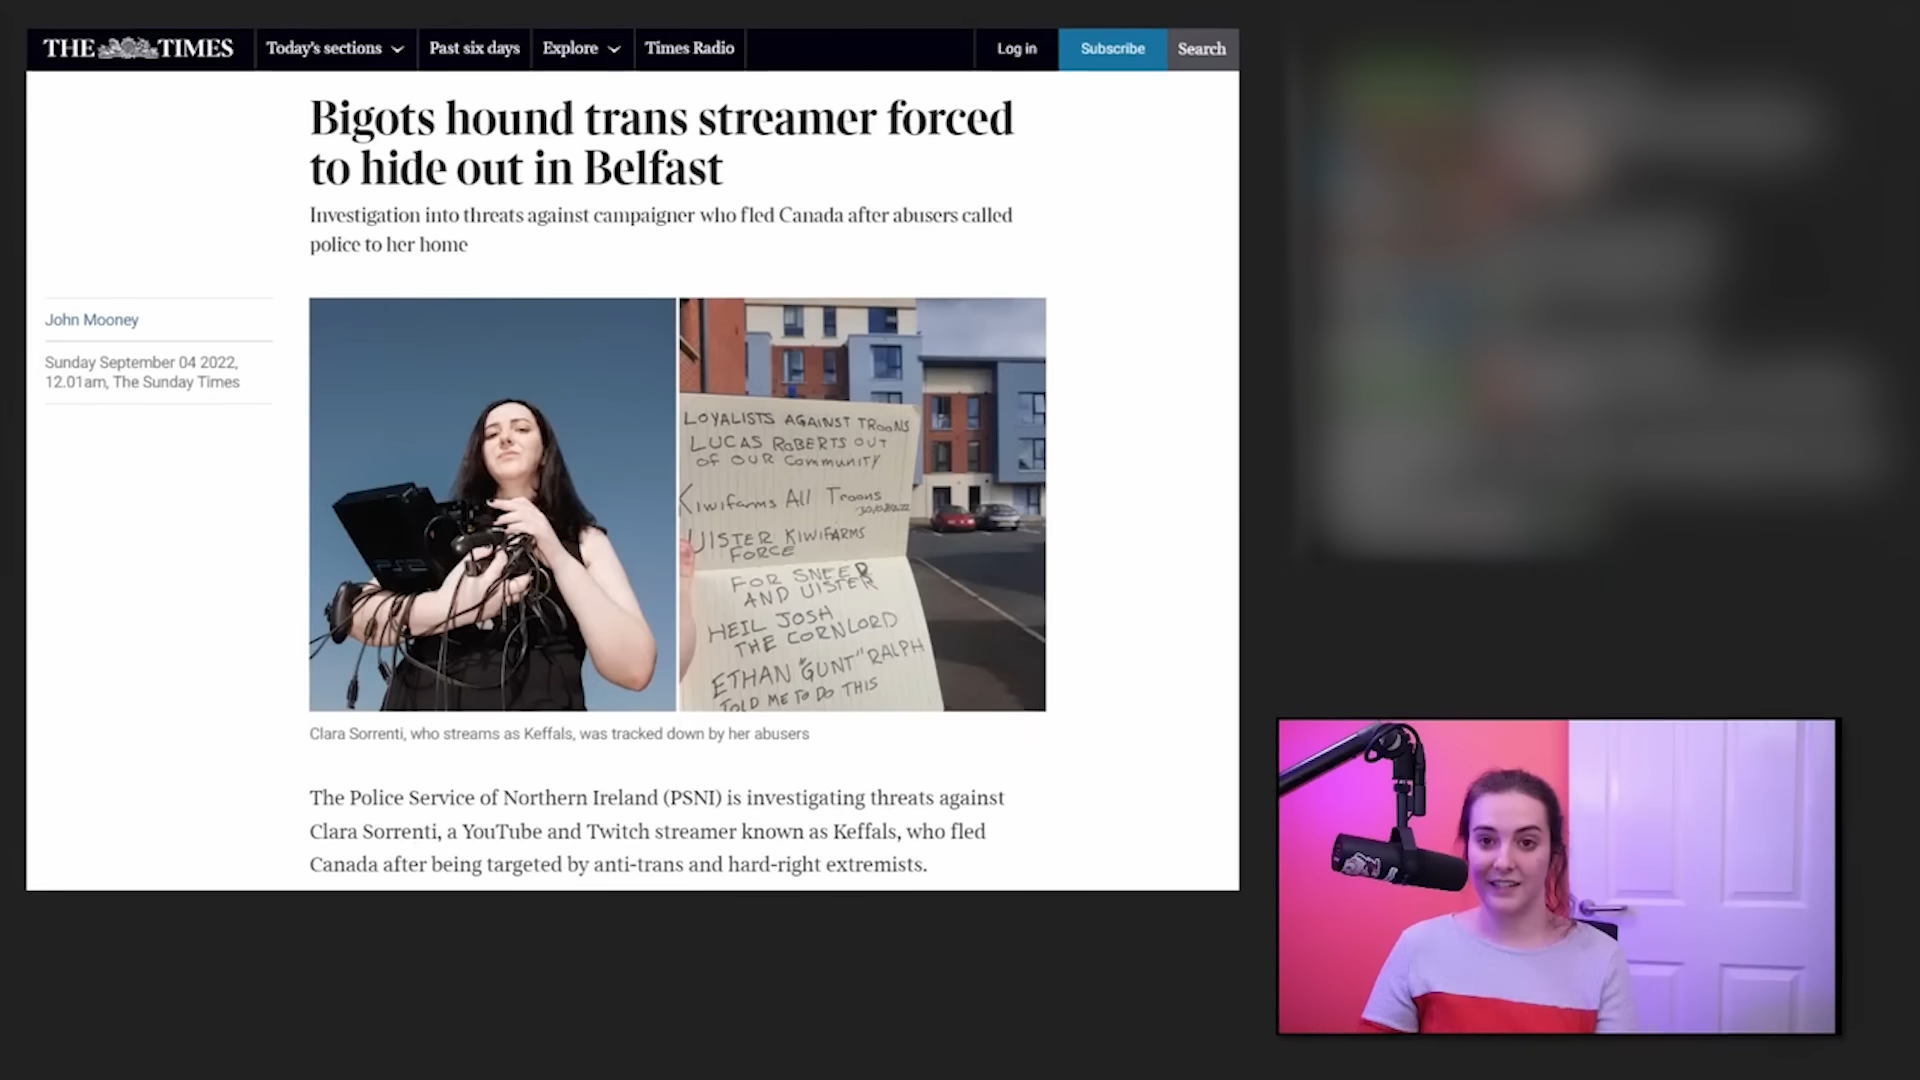 THE TIMES
Today's sections
Past six days
Explore
Times Radio
Log in
Subscribe
Search
Bigots hound trans streamer forced
to hide out in Belfast
Investigation into threats against campaigner who fled Canada after abusers called
police to her home
John Mooney
Sunday September 04 2022,
12.01am, The Sunday Times
LOYALISTS AGAINST TROONS
LUCAS ROBERTS OUT
OF OUR COMMUNITY
Kiwifarms All Troons
ULSTER KIWIFARMS
FORCE
FOR SNEED
AND ULSTER
HEIL JOSH
THE CORNLORD
ETHAN "GUNT" RALPH
TOLD ME TO DO THIS
Clara Sorrenti, who streams as Keffals, was tracked down by her abusers
The Police Service of Northern Ireland (PSNI) is investigating threats against
Clara Sorrenti, a YouTube and Twitch streamer known as Keffals, who fled
Canada after being targeted by anti-trans and hard-right extremists.